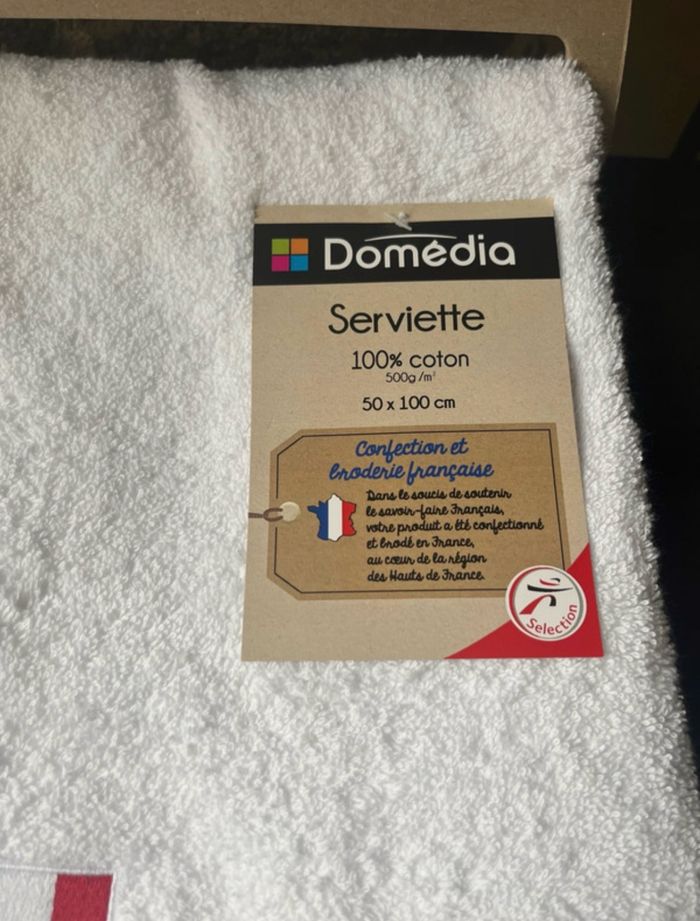 Domédia
Serviette
100% coton
500g/m²
50 x 100 cm
Confection et
broderie française
Dans le soucis de soutenir
le savoir-faire Français,
votre produit a été confectionné
et brodé en France,
au cœur de la région
des Hauts de France.
Selection